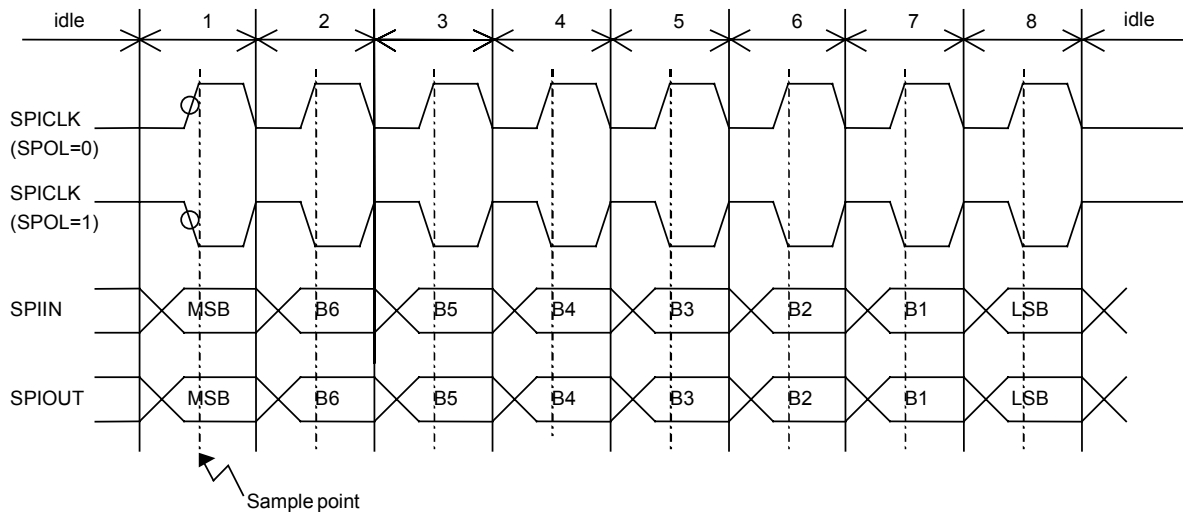 idle 1 2 3 4 5 6 7 8 idle
SPICLK
(SPOL=0)
SPICLK
(SPOL=1)
SPIIN MSB B6 B5 B4 B3 B2 B1 LSB
SPIOUT MSB B6 B5 B4 B3 B2 B1 LSB
Sample point